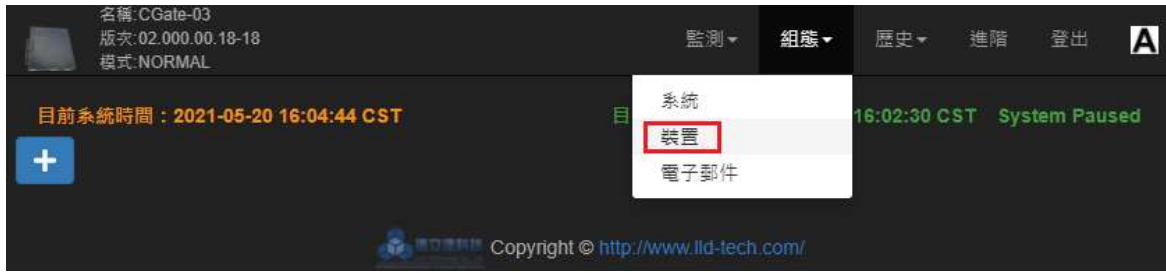 名稱:CGate-03
版次:02.000.00.18-18
模式:NORMAL
監測 組態 歷史 進階 登出 A
系統
裝置
電子郵件
目前系統時間：2021-05-20 16:04:44 CST 目 16:02:30 CST System Paused
+
Copyright © http://www.lld-tech.com/